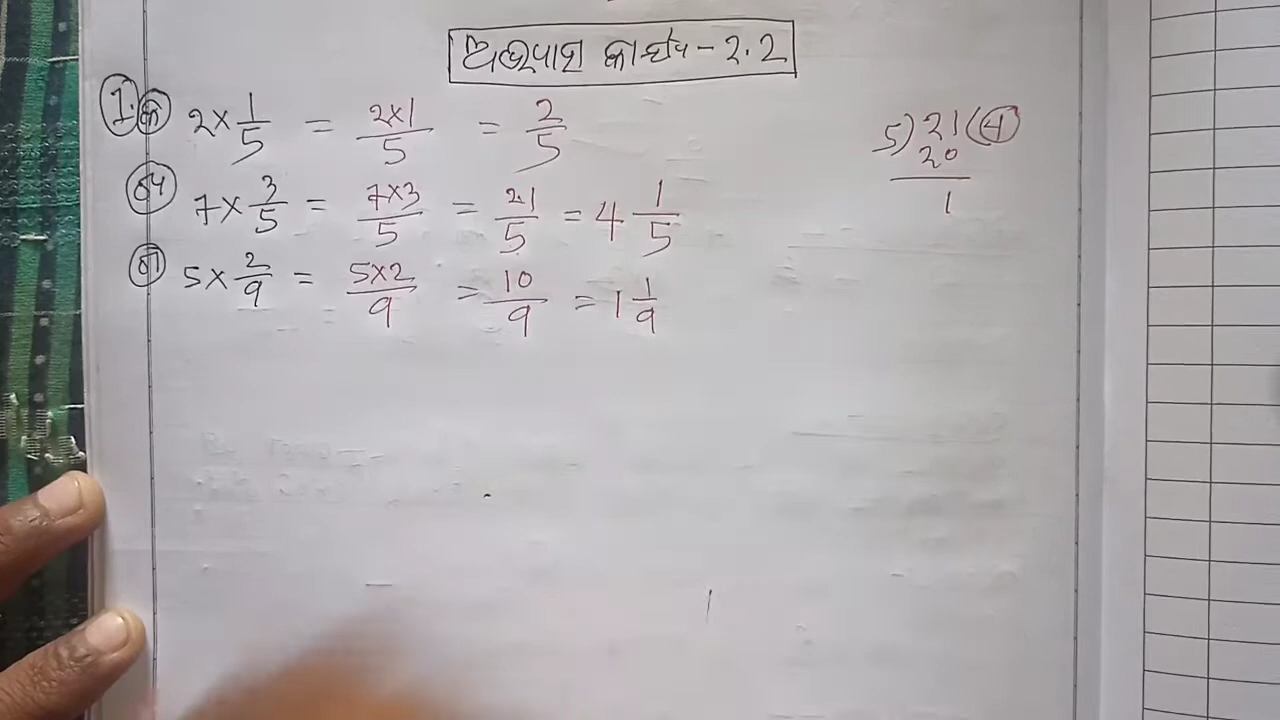 ଅଭ୍ୟାସ କାର୍ଯ୍ୟ - 2.2
1. କ 2 × 1/5 = 2×1/5 = 2/5
ଖ 7 × 3/5 = 7×3/5 = 21/5 = 4 1/5
ଗ 5 × 2/9 = 5×2/9 = 10/9 = 1 1/9
5) 21 (4
20
1